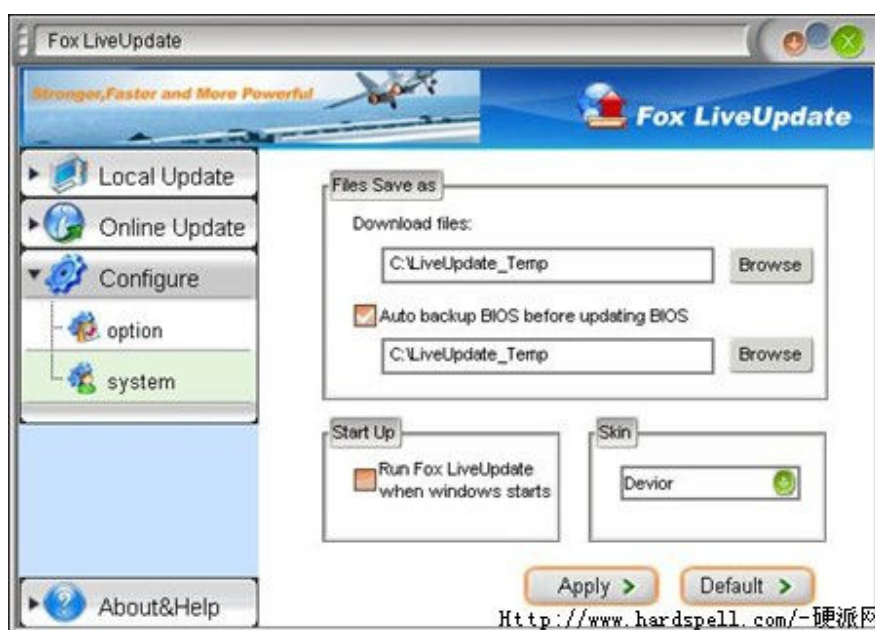 Fox LiveUpdate
Stronger,Faster and More Powerful
Fox LiveUpdate
Local Update
Online Update
Configure
option
system
About&Help
Files Save as
Download files:
C:\LiveUpdate_Temp
Browse
Auto backup BIOS before updating BIOS
C:\LiveUpdate_Temp
Browse
Start Up
Run Fox LiveUpdate
when windows starts
Skin
Devior
Apply >
Default >
Http://www.hardspell.com/-硬派网